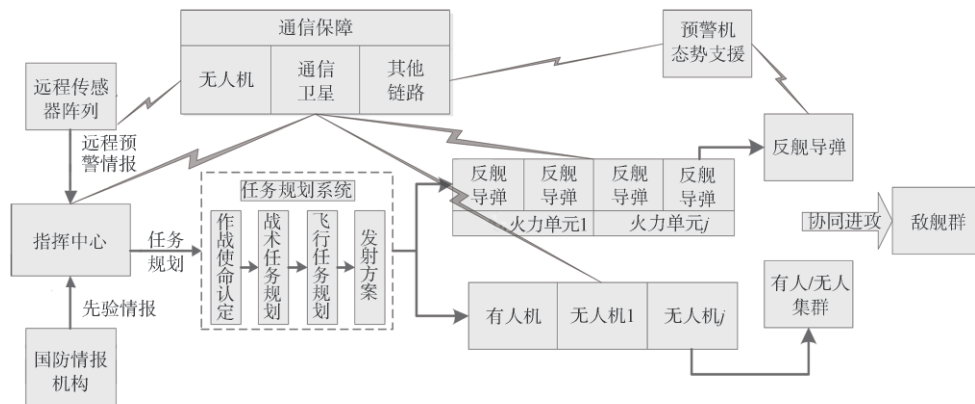 通信保障
无人机
通信
卫星
其他
链路
预警机
态势支援
远程传感
器阵列
远程预
警情报
指挥中心
任务
规划
先验情报
国防情报
机构
任务规划系统
作战使命认定
战术任务规划
飞行任务规划
发射方案
反舰
导弹
反舰
导弹
反舰
导弹
反舰
导弹
火力单元1
火力单元j
反舰导弹
有人机
无人机1
无人机j
有人/无人
集群
协同进攻
敌舰群